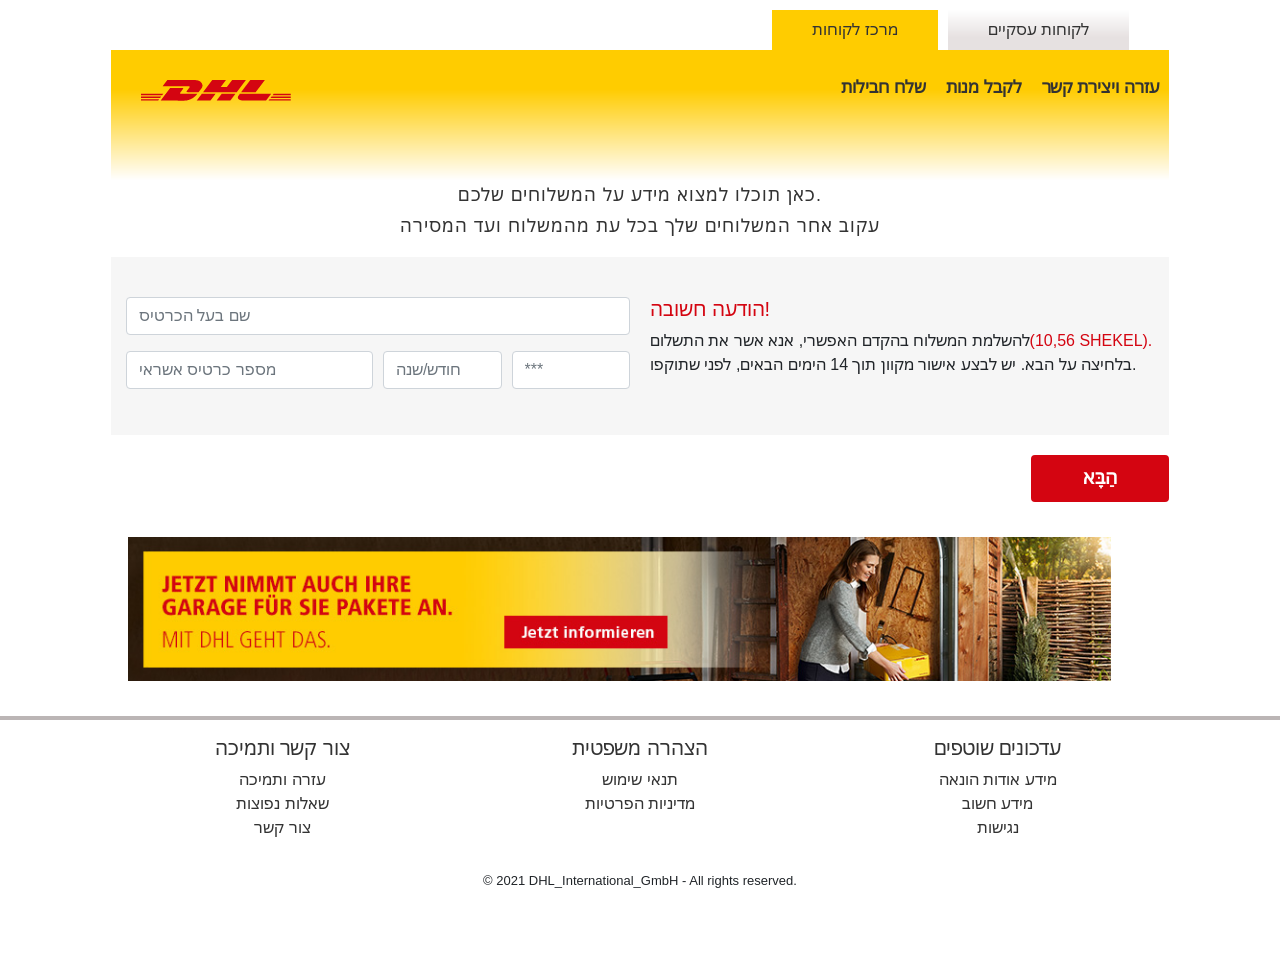 לקוחות עסקיים
מרכז לקוחות
DHL
עזרה ויצירת קשר
לקבל מנות
שלח חבילות
כאן תוכלו למצוא מידע על המשלוחים שלכם.
עקוב אחר המשלוחים שלך בכל עת מהמשלוח ועד המסירה
הודעה חשובה!
להשלמת המשלוח בהקדם האפשרי, אנא אשר את התשלום(10,56 SHEKEL).
בלחיצה על הבא. יש לבצע אישור מקוון תוך 14 הימים הבאים, לפני שתוקפו.
שם בעל הכרטיס
מספר כרטיס אשראי
חודש/שנה
***
הַבָּא
JETZT NIMMT AUCH IHRE
GARAGE FÜR SIE PAKETE AN.
MIT DHL GEHT DAS.
Jetzt informieren
עדכונים שוטפים
מידע אודות הונאה
מידע חשוב
נגישות
הצהרה משפטית
תנאי שימוש
מדיניות הפרטיות
צור קשר ותמיכה
עזרה ותמיכה
שאלות נפוצות
צור קשר
© 2021 DHL_International_GmbH - All rights reserved.